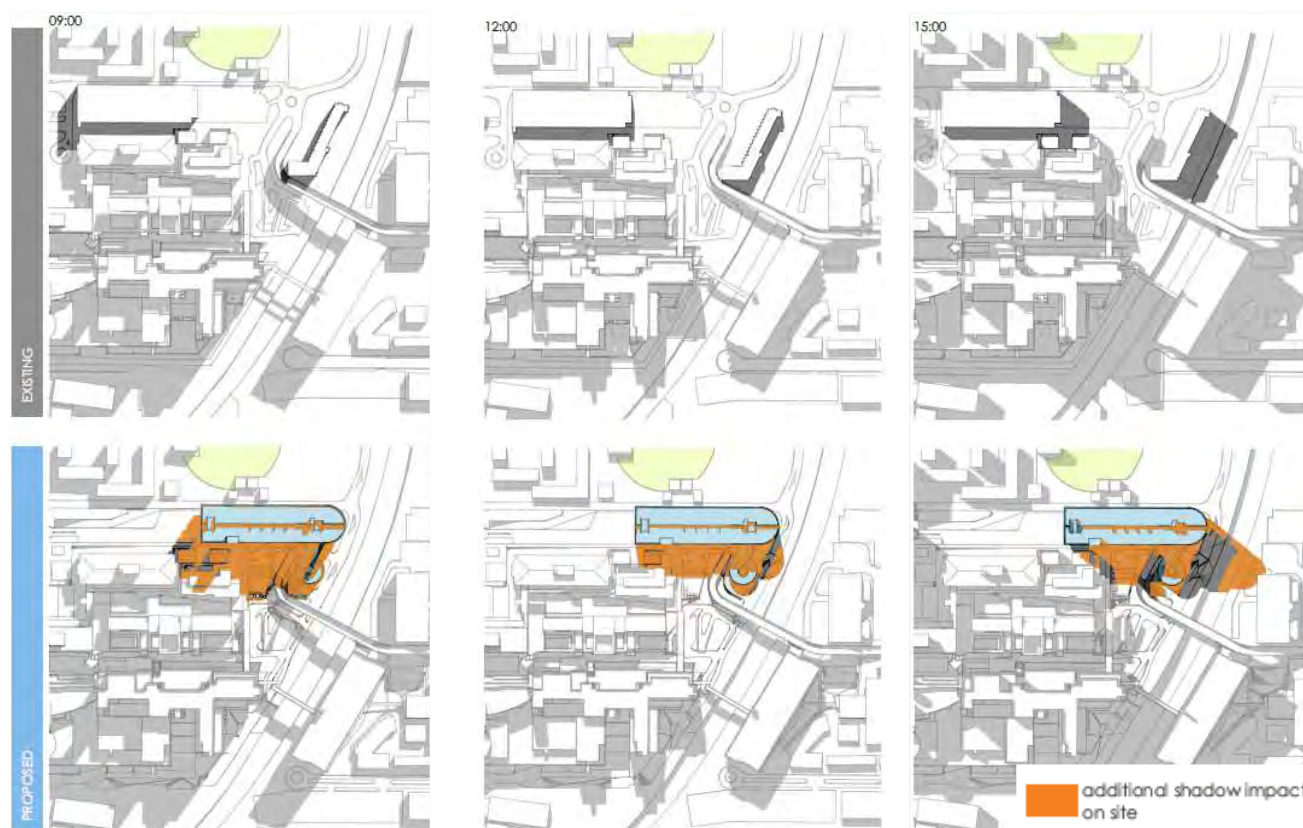 09:00
12:00
15:00
EXISTING
PROPOSED
additional shadow impact
on site